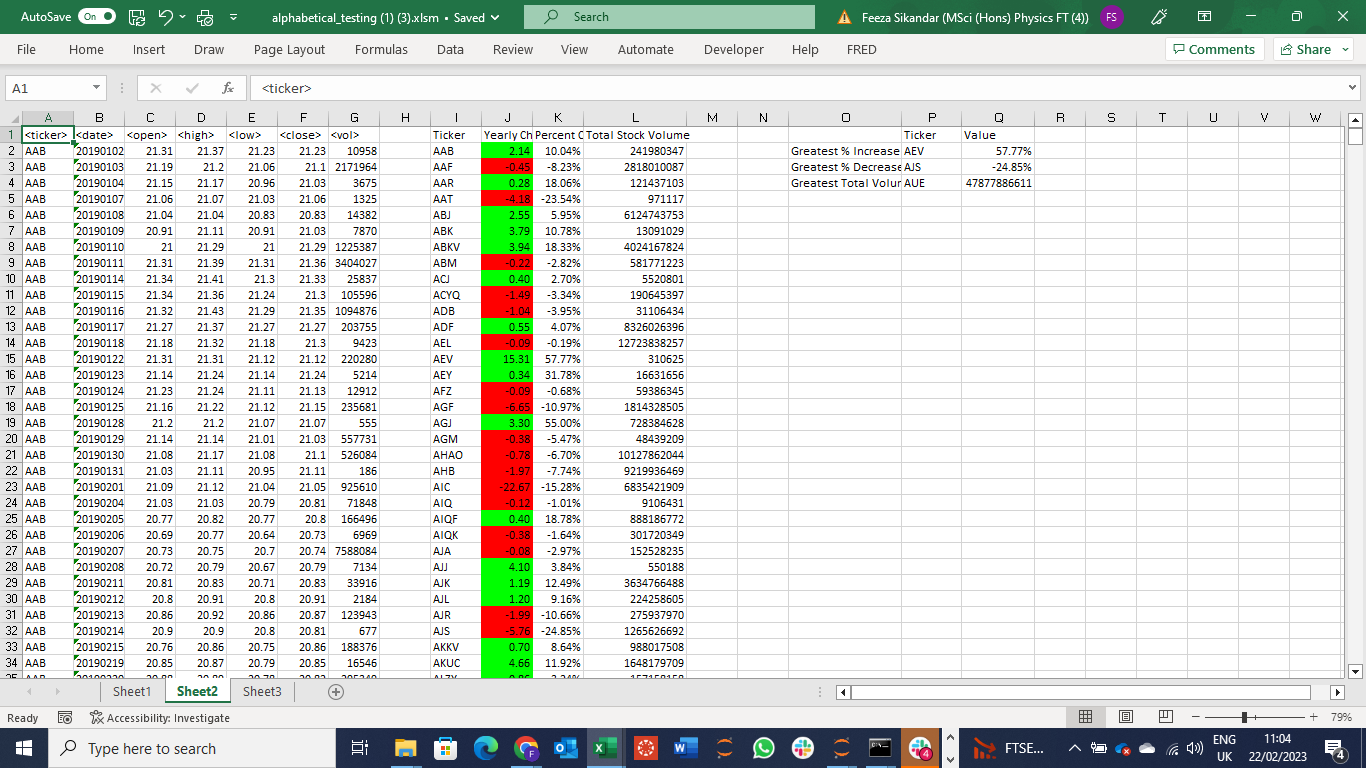 AutoSave On alphabetical_testing (1) (3).xlsm • Saved Search Feeza Sikandar (MSci (Hons) Physics FT (4)) FS
File Home Insert Draw Page Layout Formulas Data Review View Automate Developer Help FRED Comments Share
A1 fx <ticker>
A B C D E F G H I J K L M N O P Q R S T U V W
1 <ticker> <date> <open> <high> <low> <close> <vol> Ticker Yearly Ch Percent C Total Stock Volume Ticker Value
2 AAB 20190102 21.31 21.37 21.23 21.23 10958 AAB 2.14 10.04% 241980347 Greatest % Increase AEV 57.77%
3 AAB 20190103 21.19 21.2 21.06 21.1 2171964 AAF -0.45 -8.23% 2818010087 Greatest % Decrease AJS -24.85%
4 AAB 20190104 21.15 21.17 20.96 21.03 3675 AAR 0.28 18.06% 121437103 Greatest Total Volur AUE 47877886611
5 AAB 20190107 21.06 21.07 21.03 21.06 1325 AAT -4.18 -23.54% 971117
6 AAB 20190108 21.04 21.04 20.83 20.83 14382 ABJ 2.55 5.95% 6124743753
7 AAB 20190109 20.91 21.11 20.91 21.03 7870 ABK 3.79 10.78% 13091029
8 AAB 20190110 21 21.29 21 21.29 1225387 ABKV 3.94 18.33% 4024167824
9 AAB 20190111 21.31 21.39 21.31 21.36 3404027 ABM -0.22 -2.82% 581771223
10 AAB 20190114 21.34 21.41 21.3 21.33 25837 ACJ 0.40 2.70% 5520801
11 AAB 20190115 21.34 21.36 21.24 21.3 105596 ACYQ -1.49 -3.34% 190645397
12 AAB 20190116 21.32 21.43 21.29 21.35 1094876 ADB -1.04 -3.95% 31106434
13 AAB 20190117 21.27 21.37 21.27 21.27 203755 ADF 0.55 4.07% 8326026396
14 AAB 20190118 21.18 21.32 21.18 21.3 9423 AEL -0.09 -0.19% 12723838257
15 AAB 20190122 21.31 21.31 21.12 21.12 220280 AEV 15.31 57.77% 310625
16 AAB 20190123 21.14 21.24 21.14 21.24 5214 AEY 0.34 31.78% 16631656
17 AAB 20190124 21.23 21.24 21.11 21.13 12912 AFZ -0.09 -0.68% 59386345
18 AAB 20190125 21.16 21.22 21.12 21.15 235681 AGF -6.65 -10.97% 1814328505
19 AAB 20190128 21.2 21.2 21.07 21.07 555 AGJ 3.30 55.00% 728384628
20 AAB 20190129 21.14 21.14 21.01 21.03 557731 AGM -0.38 -5.47% 48439209
21 AAB 20190130 21.08 21.17 21.08 21.1 526084 AHAO -0.78 -6.70% 10127862044
22 AAB 20190131 21.03 21.11 20.95 21.11 186 AHB -1.97 -7.74% 9219936469
23 AAB 20190201 21.09 21.12 21.04 21.05 925610 AIC -22.67 -15.28% 6835421909
24 AAB 20190204 21.03 21.03 20.79 20.81 71848 AIQ -0.12 -1.01% 9106431
25 AAB 20190205 20.77 20.82 20.77 20.8 166496 AIQF 0.40 18.78% 888186772
26 AAB 20190206 20.69 20.77 20.64 20.73 6969 AIQK -0.38 -1.64% 301720349
27 AAB 20190207 20.73 20.75 20.7 20.74 7588084 AJA -0.08 -2.97% 152528235
28 AAB 20190208 20.72 20.79 20.67 20.79 7134 AJJ 4.10 3.84% 550188
29 AAB 20190211 20.81 20.83 20.71 20.83 33916 AJK 1.19 12.49% 3634766488
30 AAB 20190212 20.8 20.91 20.8 20.91 2184 AJL 1.20 9.16% 224258605
31 AAB 20190213 20.86 20.92 20.86 20.87 123943 AJR -1.99 -10.66% 275937970
32 AAB 20190214 20.9 20.9 20.8 20.81 677 AJS -5.76 -24.85% 1265626692
33 AAB 20190215 20.76 20.86 20.75 20.86 188376 AKKV 0.70 8.64% 988017508
34 AAB 20190219 20.85 20.87 20.79 20.85 16546 AKUC 4.66 11.92% 1648179709
Sheet1 Sheet2 Sheet3
Ready Accessibility: Investigate 79%
Type here to search FTSE... ENG UK 11:04 22/02/2023 4